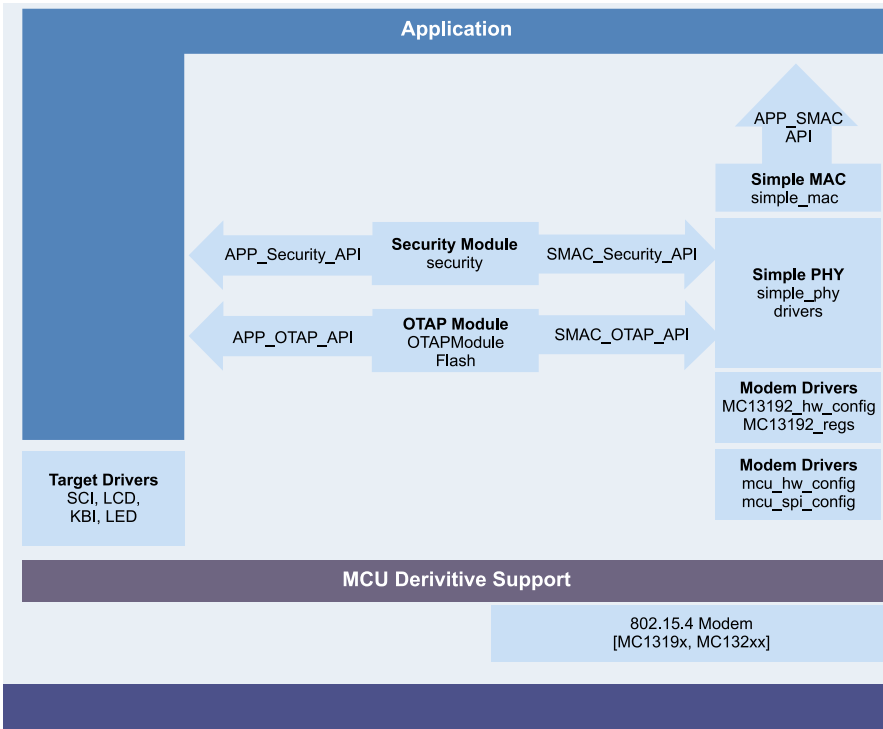 Application
APP_SMAC
API
Simple MAC
simple_mac
APP_Security_API
Security Module
security
SMAC_Security_API
Simple PHY
simple_phy
drivers
APP_OTAP_API
OTAP Module
OTAPModule
Flash
SMAC_OTAP_API
Modem Drivers
MC13192_hw_config
MC13192_regs
Target Drivers
SCI, LCD,
KBI, LED
Modem Drivers
mcu_hw_config
mcu_spi_config
MCU Derivitive Support
802.15.4 Modem
[MC1319x, MC132xx]